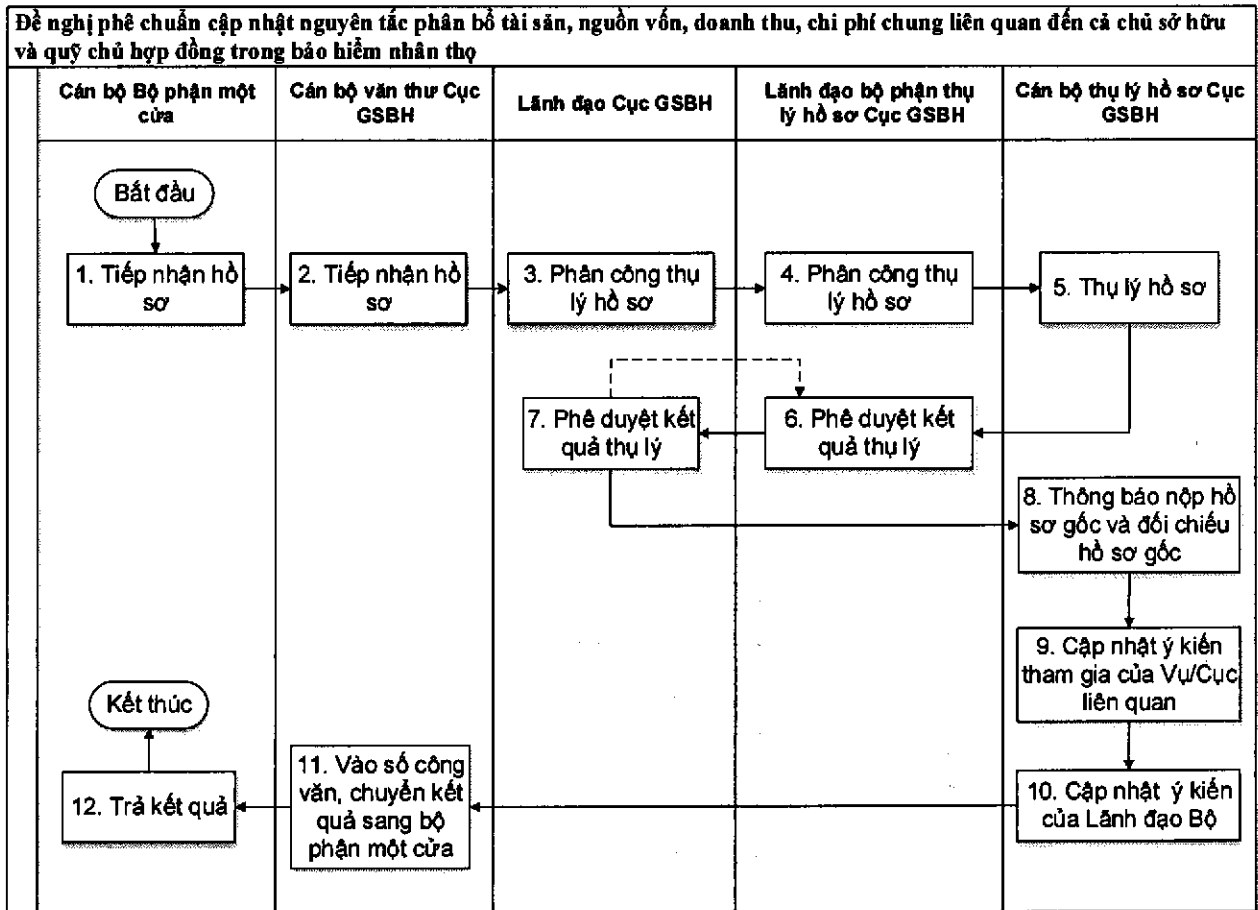 Đề nghị phê chuẩn cập nhật nguyên tắc phân bổ tài sản, nguồn vốn, doanh thu, chi phí chung liên quan đến cả chủ sở hữu
và quỹ chủ hợp đồng trong bảo hiểm nhân thọ
Cán bộ Bộ phận một
cửa
Cán bộ văn thư Cục
GSBH
Lãnh đạo Cục GSBH
Lãnh đạo bộ phận thụ
lý hồ sơ Cục GSBH
Cán bộ thụ lý hồ sơ Cục
GSBH
Bắt đầu
1. Tiếp nhận hồ
sơ
2. Tiếp nhận hồ
sơ
3. Phân công thụ
lý hồ sơ
4. Phân công thụ
lý hồ sơ
5. Thụ lý hồ sơ
7. Phê duyệt kết
quả thụ lý
6. Phê duyệt kết
quả thụ lý
8. Thông báo nộp hồ
sơ gốc và đối chiếu
hồ sơ gốc
9. Cập nhật ý kiến
tham gia của Vụ/Cục
liên quan
Kết thúc
12. Trả kết quả
11. Vào số công
văn, chuyển kết
quả sang bộ
phận một cửa
10. Cập nhật ý kiến
của Lãnh đạo Bộ